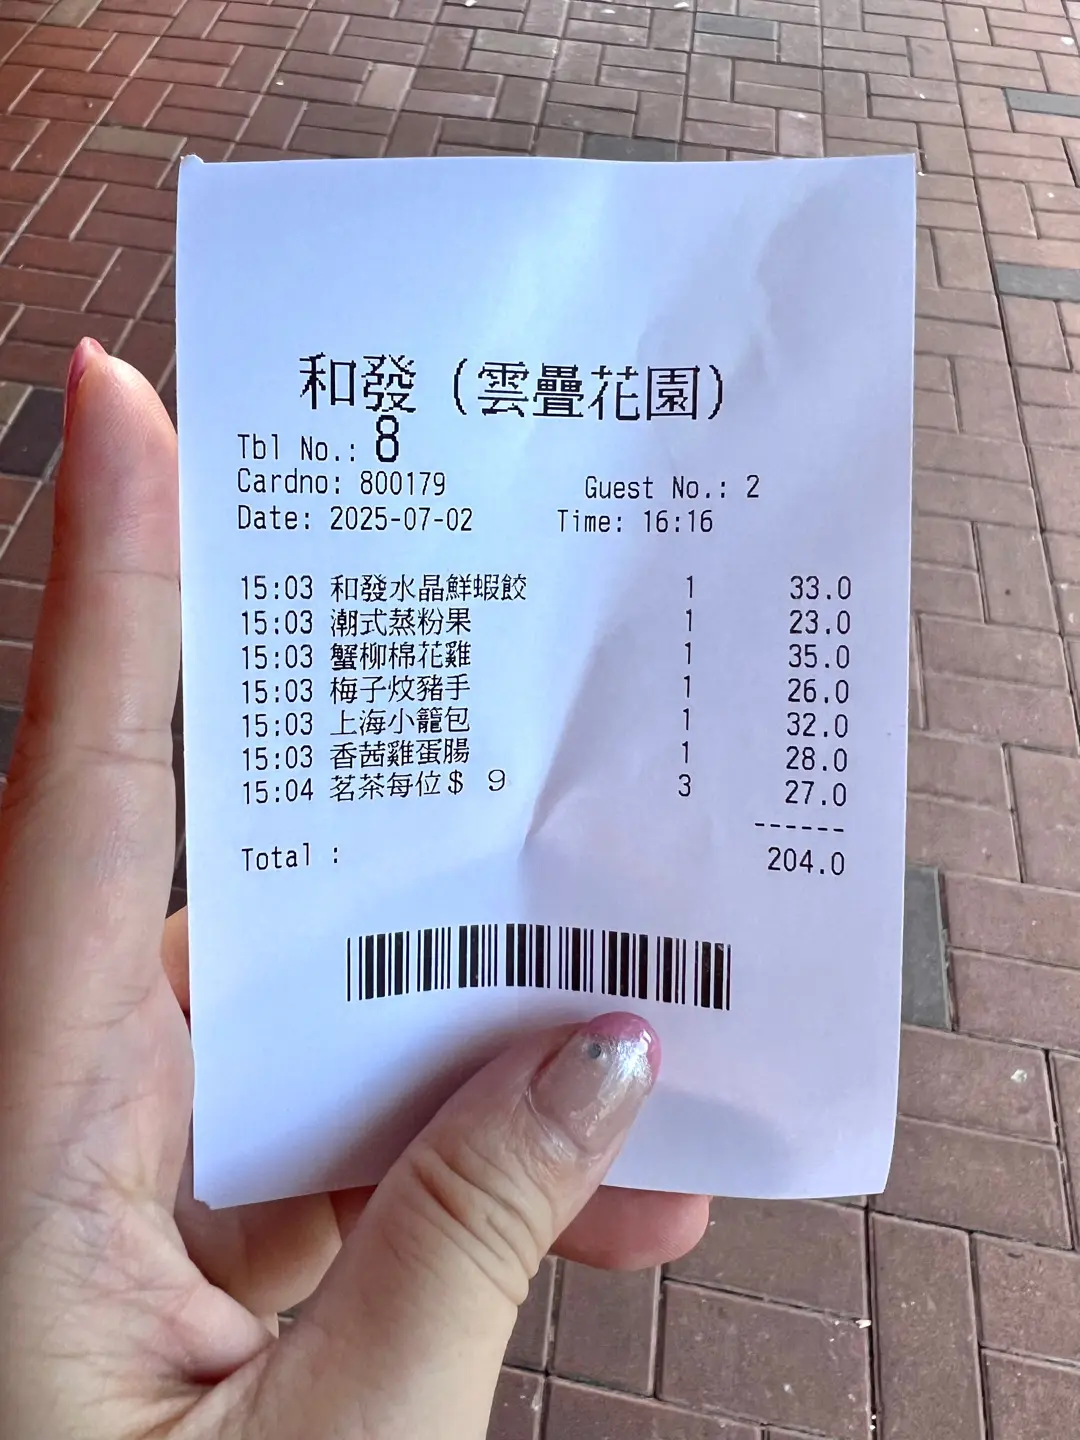 和發（雲疊花園）
Tbl No.: 8
Cardno: 800179 Guest No.: 2
Date: 2025-07-02 Time: 16:16
15:03 和發水晶鮮蝦餃 1 33.0
15:03 潮式蒸粉果 1 23.0
15:03 蟹柳棉花雞 1 35.0
15:03 梅子炆豬手 1 26.0
15:03 上海小籠包 1 32.0
15:03 香茜雞蛋腸 1 28.0
15:04 茗茶每位＄ ９ 3 27.0
------
Total : 204.0